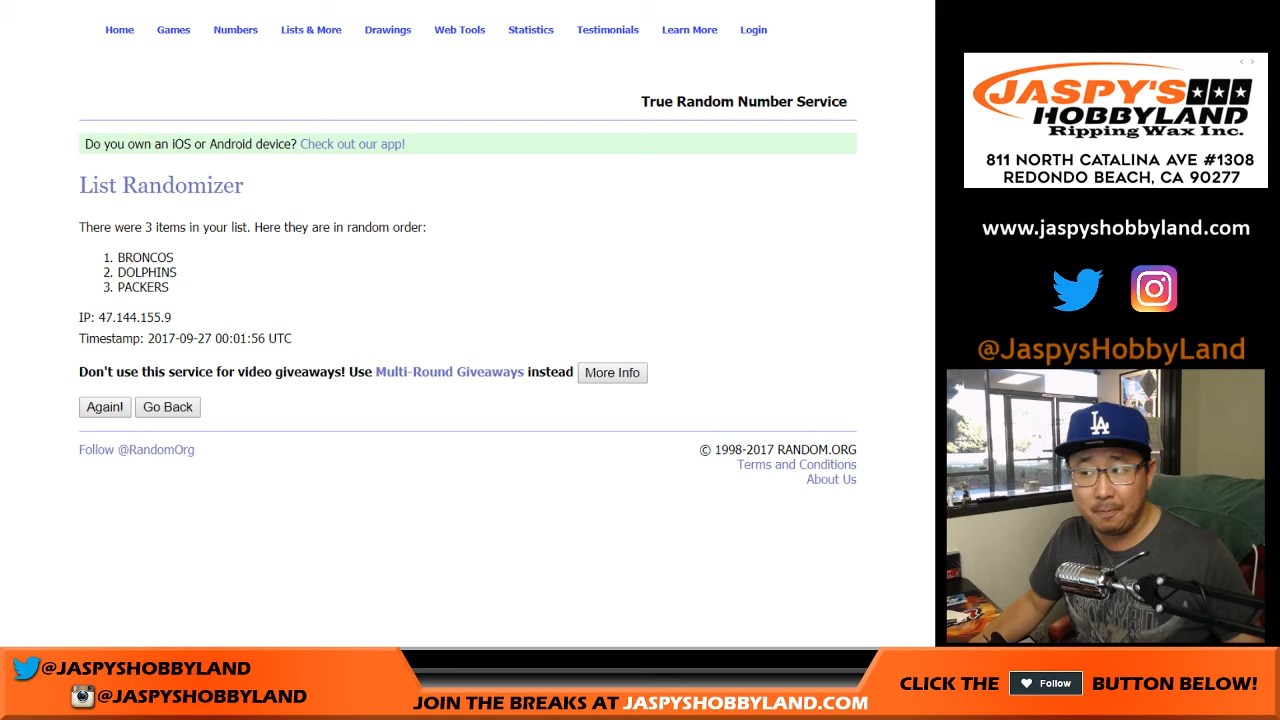 Home Games Numbers Lists & More Drawings Web Tools Statistics Testimonials Learn More Login
True Random Number Service
Do you own an iOS or Android device? Check out our app!
List Randomizer
There were 3 items in your list. Here they are in random order:
1. BRONCOS
2. DOLPHINS
3. PACKERS
IP: 47.144.155.9
Timestamp: 2017-09-27 00:01:56 UTC
Don't use this service for video giveaways! Use Multi-Round Giveaways instead More Info
Again! Go Back
Follow @RandomOrg
© 1998-2017 RANDOM.ORG
Terms and Conditions
About Us
JASPY'S
HOBBYLAND
Ripping Wax Inc.
811 NORTH CATALINA AVE #1308
REDONDO BEACH, CA 90277
www.jaspyshobbyland.com
@JaspysHobbyLand
LA
@JASPYSHOBBYLAND
@JASPYSHOBBYLAND
JOIN THE BREAKS AT JASPYSHOBBYLAND.COM
CLICK THE Follow BUTTON BELOW!